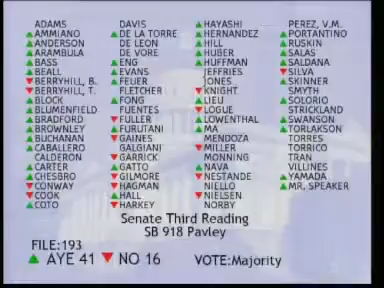 ADAMS DAVIS HAYASHI PEREZ, V.M.
AMMIANO DE LA TORRE HERNANDEZ PORTANTINO
ANDERSON DE LEON HILL RUSKIN
ARAMBULA DE VORE HUBER SALAS
BASS ENG HUFFMAN SALDANA
BEALL EVANS JEFFRIES SILVA
BERRYHILL, B. FEUER JONES SKINNER
BERRYHILL, T. FLETCHER KNIGHT SMYTH
BLOCK FONG LIEU SOLORIO
BLUMENFIELD FUENTES LOGUE STRICKLAND
BRADFORD FULLER LOWENTHAL SWANSON
BROWNLEY FURUTANI MA TORLAKSON
BUCHANAN GAINES MENDOZA TORRES
CABALLERO GALGIANI MILLER TORRICO
CALDERON GARRICK MONNING TRAN
CARTER GATTO NAVA VILLINES
CHESBRO GILMORE NESTANDE YAMADA
CONWAY HAGMAN NIELLO MR. SPEAKER
COOK HALL NIELSEN
COTO HARKEY NORBY
Senate Third Reading
SB 918 Pavley
FILE:193
AYE 41 NO 16 VOTE:Majority